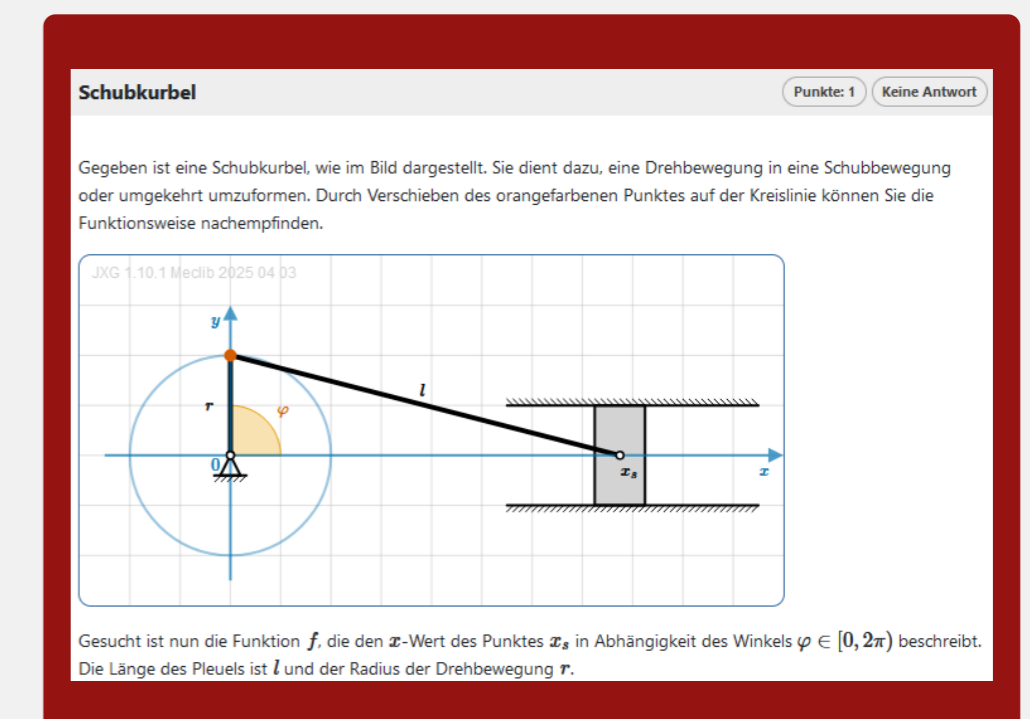 Schubkurbel
Punkte: 1
Keine Antwort
Gegeben ist eine Schubkurbel, wie im Bild dargestellt. Sie dient dazu, eine Drehbewegung in eine Schubbewegung
oder umgekehrt umzuformen. Durch Verschieben des orangefarbenen Punktes auf der Kreislinie können Sie die
Funktionsweise nachempfinden.
JXG 1.10.1 Meclib 2025 04 03
y
l
r
φ
0
xₛ
x
Gesucht ist nun die Funktion f, die den x-Wert des Punktes xₛ in Abhängigkeit des Winkels φ ∈ [0, 2π) beschreibt.
Die Länge des Pleuels ist l und der Radius der Drehbewegung r.